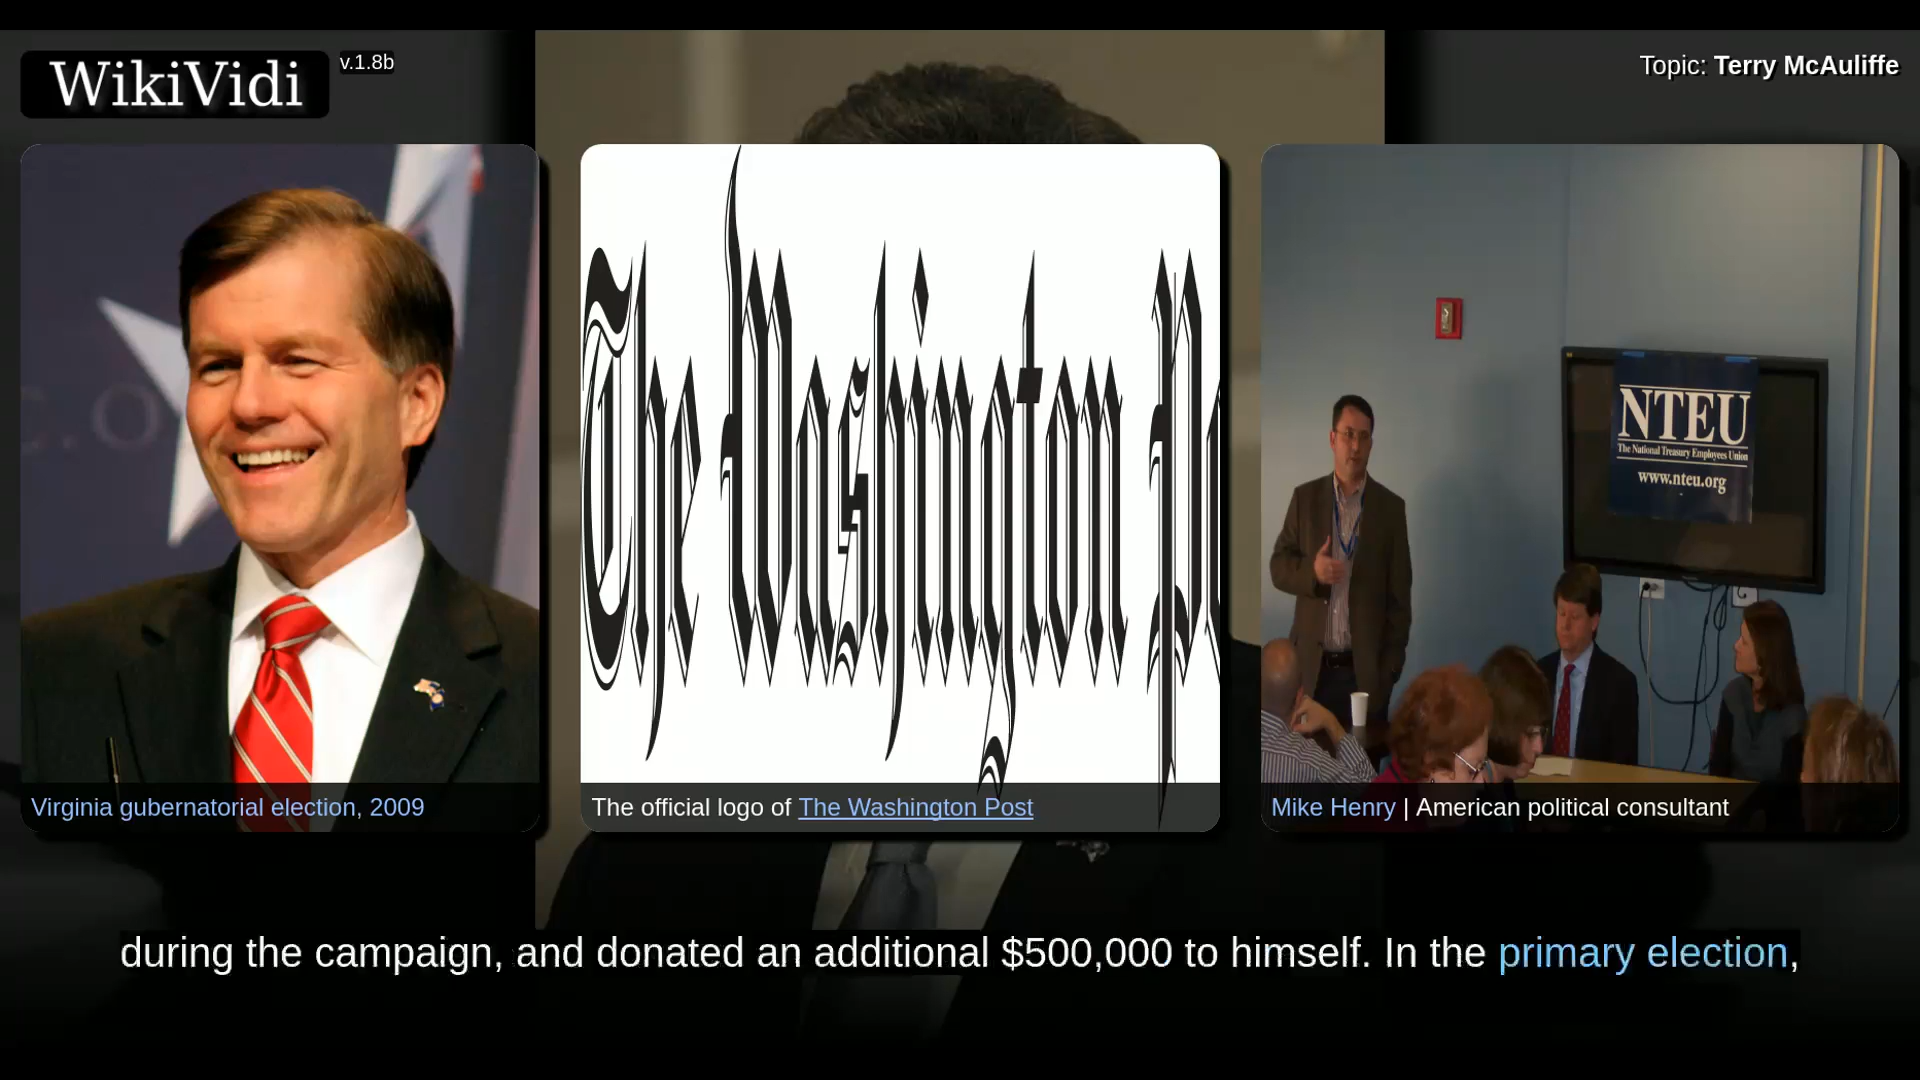 WikiVidi
v.1.8b
Topic: Terry McAuliffe
The Washington
NTEU
The National Treasury Employees Union
www.nteu.org
Virginia gubernatorial election, 2009
The official logo of The Washington Post
Mike Henry | American political consultant
during the campaign, and donated an additional $500,000 to himself. In the primary election,